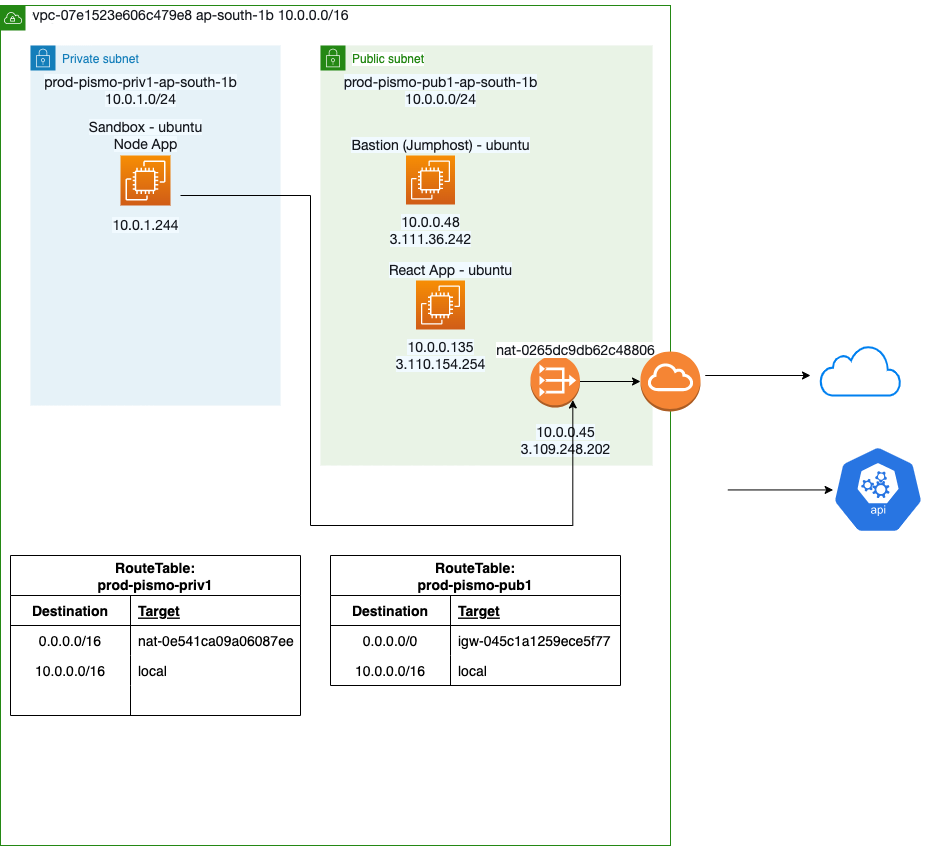 vpc-07e1523e606c479e8 ap-south-1b 10.0.0.0/16
Private subnet
prod-pismo-priv1-ap-south-1b
10.0.1.0/24
Sandbox - ubuntu
Node App
10.0.1.244
Public subnet
prod-pismo-pub1-ap-south-1b
10.0.0.0/24
Bastion (Jumphost) - ubuntu
10.0.0.48
3.111.36.242
React App - ubuntu
10.0.0.135
3.110.154.254
nat-0265dc9db62c48806
10.0.0.45
3.109.248.202
api
RouteTable:
prod-pismo-priv1
Destination Target
0.0.0.0/16 nat-0e541ca09a06087ee
10.0.0.0/16 local
RouteTable:
prod-pismo-pub1
Destination Target
0.0.0.0/0 igw-045c1a1259ece5f77
10.0.0.0/16 local